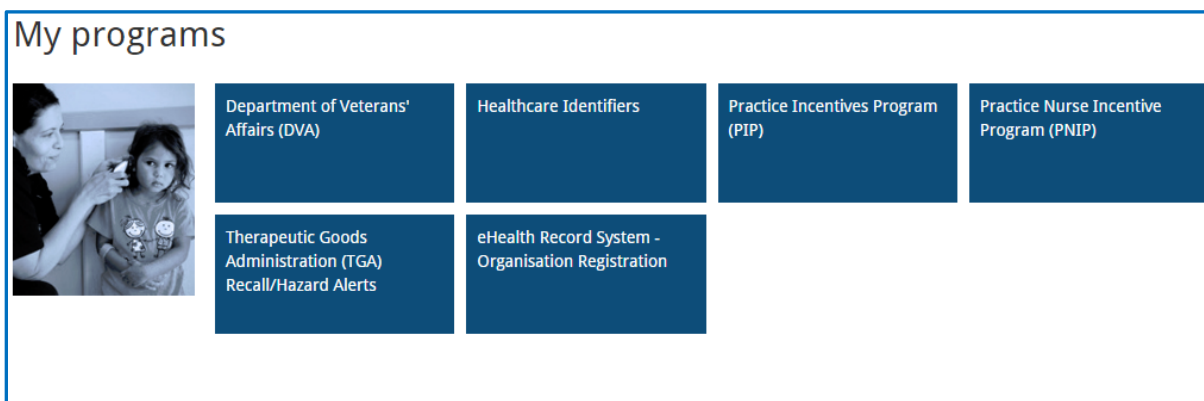 My programs
Department of Veterans'
Affairs (DVA)
Healthcare Identifiers
Practice Incentives Program
(PIP)
Practice Nurse Incentive
Program (PNIP)
Therapeutic Goods
Administration (TGA)
Recall/Hazard Alerts
eHealth Record System -
Organisation Registration